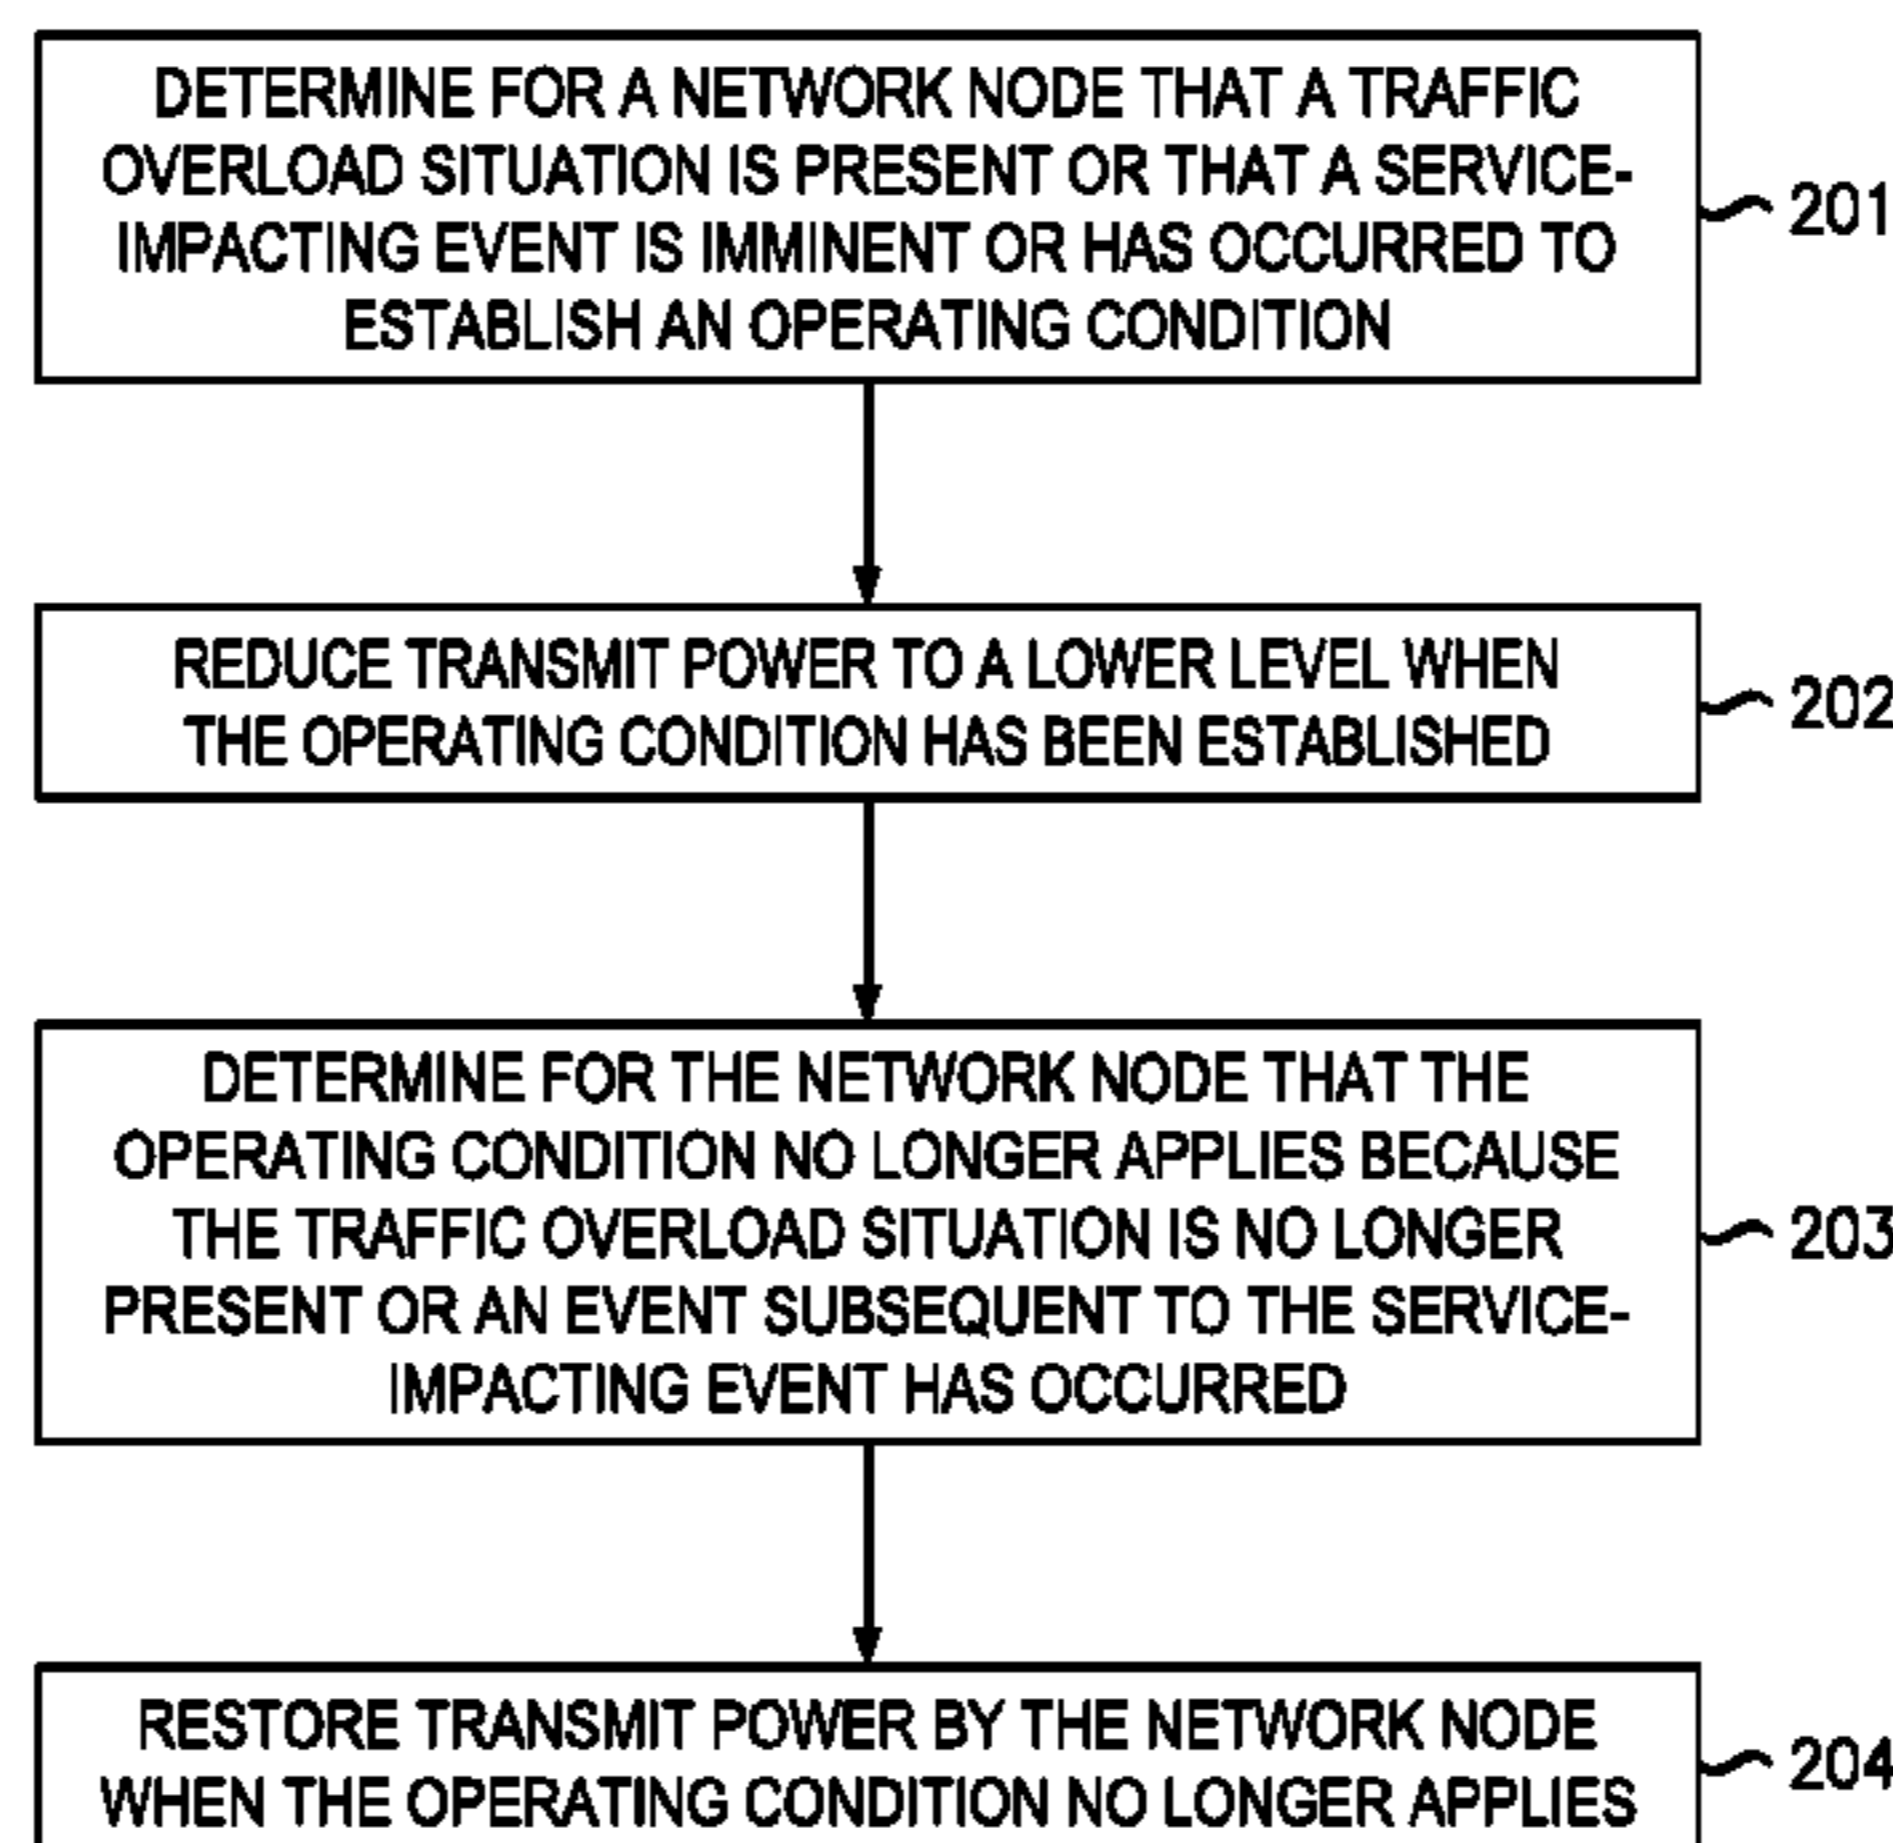 DETERMINE FOR A NETWORK NODE THAT A TRAFFIC
OVERLOAD SITUATION IS PRESENT OR THAT A SERVICE-
IMPACTING EVENT IS IMMINENT OR HAS OCCURRED TO
ESTABLISH AN OPERATING CONDITION
201
REDUCE TRANSMIT POWER TO A LOWER LEVEL WHEN
THE OPERATING CONDITION HAS BEEN ESTABLISHED
202
DETERMINE FOR THE NETWORK NODE THAT THE
OPERATING CONDITION NO LONGER APPLIES BECAUSE
THE TRAFFIC OVERLOAD SITUATION IS NO LONGER
PRESENT OR AN EVENT SUBSEQUENT TO THE SERVICE-
IMPACTING EVENT HAS OCCURRED
203
RESTORE TRANSMIT POWER BY THE NETWORK NODE
WHEN THE OPERATING CONDITION NO LONGER APPLIES
204